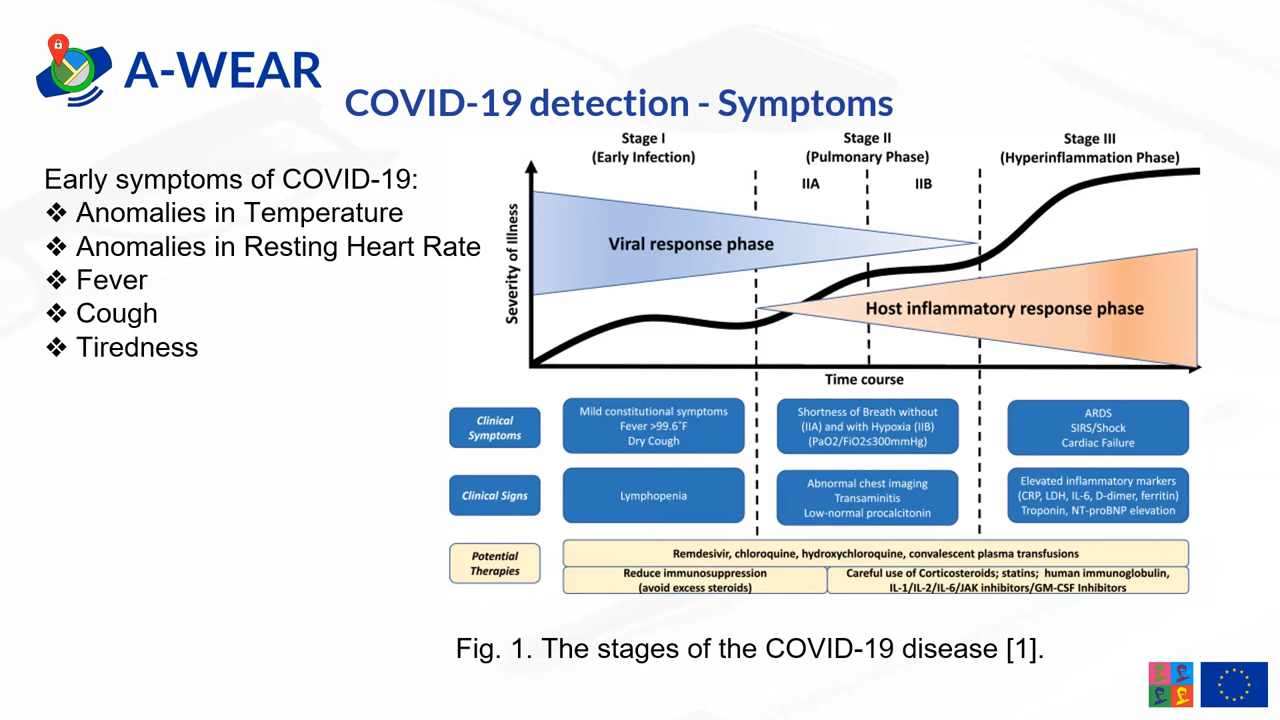 A-WEAR
COVID-19 detection - Symptoms
Early symptoms of COVID-19:
❖ Anomalies in Temperature
❖ Anomalies in Resting Heart Rate
❖ Fever
❖ Cough
❖ Tiredness
Stage I
(Early Infection)
Stage II
(Pulmonary Phase)
IIA
IIB
Stage III
(Hyperinflammation Phase)
Severity of Illness
Viral response phase
Host inflammatory response phase
Time course
Clinical
Symptoms
Mild constitutional symptoms
Fever >99.6°F
Dry Cough
Shortness of Breath without
(IIA) and with Hypoxia (IIB)
(PaO2/FiO2≤300mmHg)
ARDS
SIRS/Shock
Cardiac Failure
Clinical Signs
Lymphopenia
Abnormal chest imaging
Transaminitis
Low-normal procalcitonin
Elevated inflammatory markers
(CRP, LDH, IL-6, D-dimer, ferritin)
Troponin, NT-proBNP elevation
Potential
Therapies
Remdesivir, chloroquine, hydroxychloroquine, convalescent plasma transfusions
Reduce immunosuppression
(avoid excess steroids)
Careful use of Corticosteroids; statins; human immunoglobulin,
IL-1/IL-2/IL-6/JAK inhibitors/GM-CSF Inhibitors
Fig. 1. The stages of the COVID-19 disease [1].